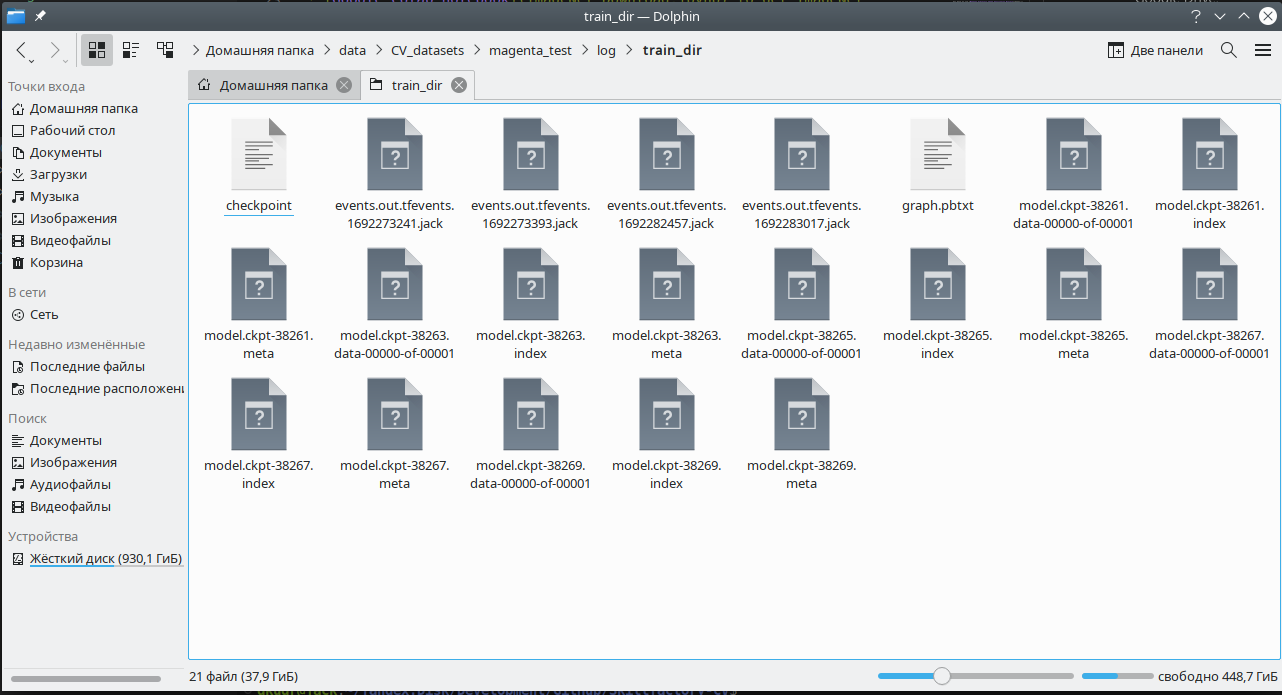 train_dir — Dolphin
Домашняя папка
data
CV_datasets
magenta_test
log
train_dir
Две панели
Точки входа
Домашняя папка
Рабочий стол
Документы
Загрузки
Музыка
Изображения
Видеофайлы
Корзина
В сети
Сеть
Недавно изменённые
Последние файлы
Последние расположени
Поиск
Документы
Изображения
Аудиофайлы
Видеофайлы
Устройства
Жёсткий диск (930,1 ГиБ)
Домашняя папка
train_dir
checkpoint
events.out.tfevents.
1692273241.jack
events.out.tfevents.
1692273393.jack
events.out.tfevents.
1692282457.jack
events.out.tfevents.
1692283017.jack
graph.pbtxt
model.ckpt-38261.
data-00000-of-00001
model.ckpt-38261.
index
model.ckpt-38261.
meta
model.ckpt-38263.
data-00000-of-00001
model.ckpt-38263.
index
model.ckpt-38263.
meta
model.ckpt-38265.
data-00000-of-00001
model.ckpt-38265.
index
model.ckpt-38265.
meta
model.ckpt-38267.
data-00000-of-00001
model.ckpt-38267.
index
model.ckpt-38267.
meta
model.ckpt-38269.
data-00000-of-00001
model.ckpt-38269.
index
model.ckpt-38269.
meta
21 файл (37,9 ГиБ)
свободно 448,7 ГиБ